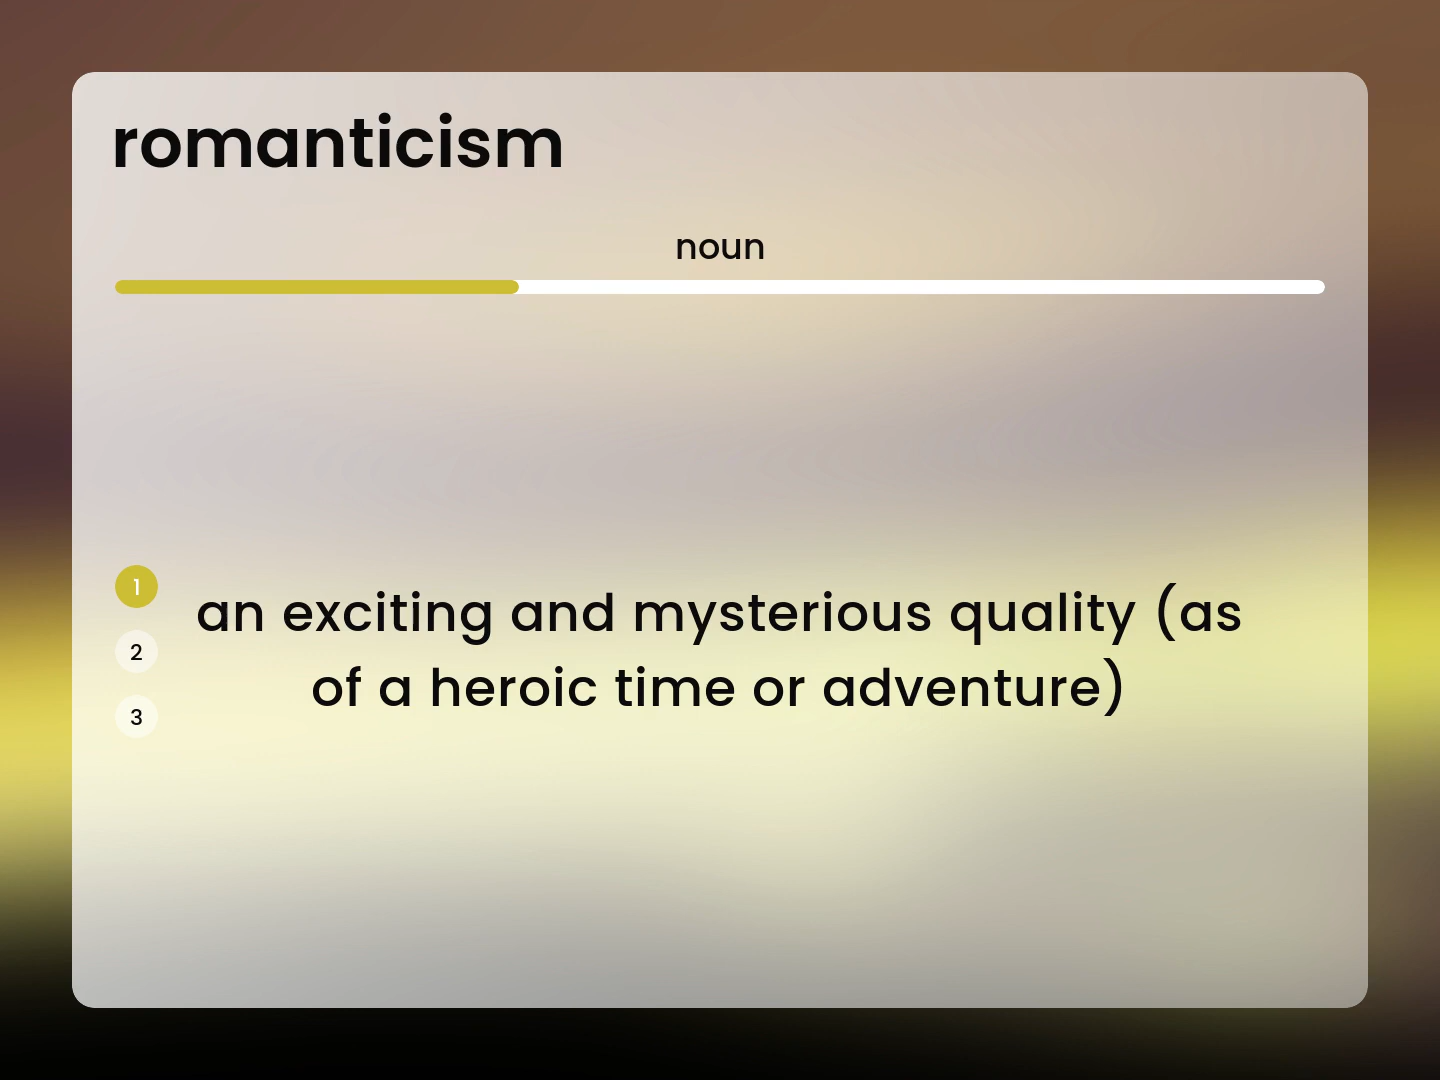 romanticism
noun
1
2
3
an exciting and mysterious quality (as
of a heroic time or adventure)